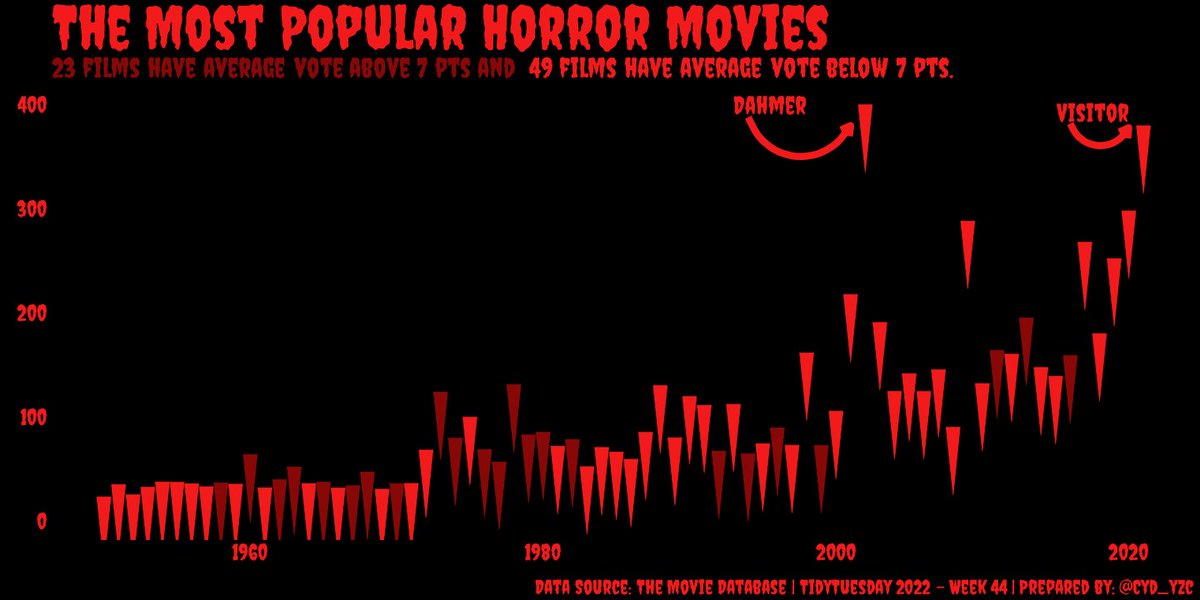 THE MOST POPULAR HORROR MOVIES
23 FILMS HAVE AVERAGE VOTE ABOVE 7 PTS AND 49 FILMS HAVE AVERAGE VOTE BELOW 7 PTS.
400
DAHMER
VISITOR
300
200
100
0
1960 1980 2000 2020
DATA SOURCE: THE MOVIE DATABASE | TIDYTUESDAY 2022 - WEEK 44 | PREPARED BY: @CYD_YZC